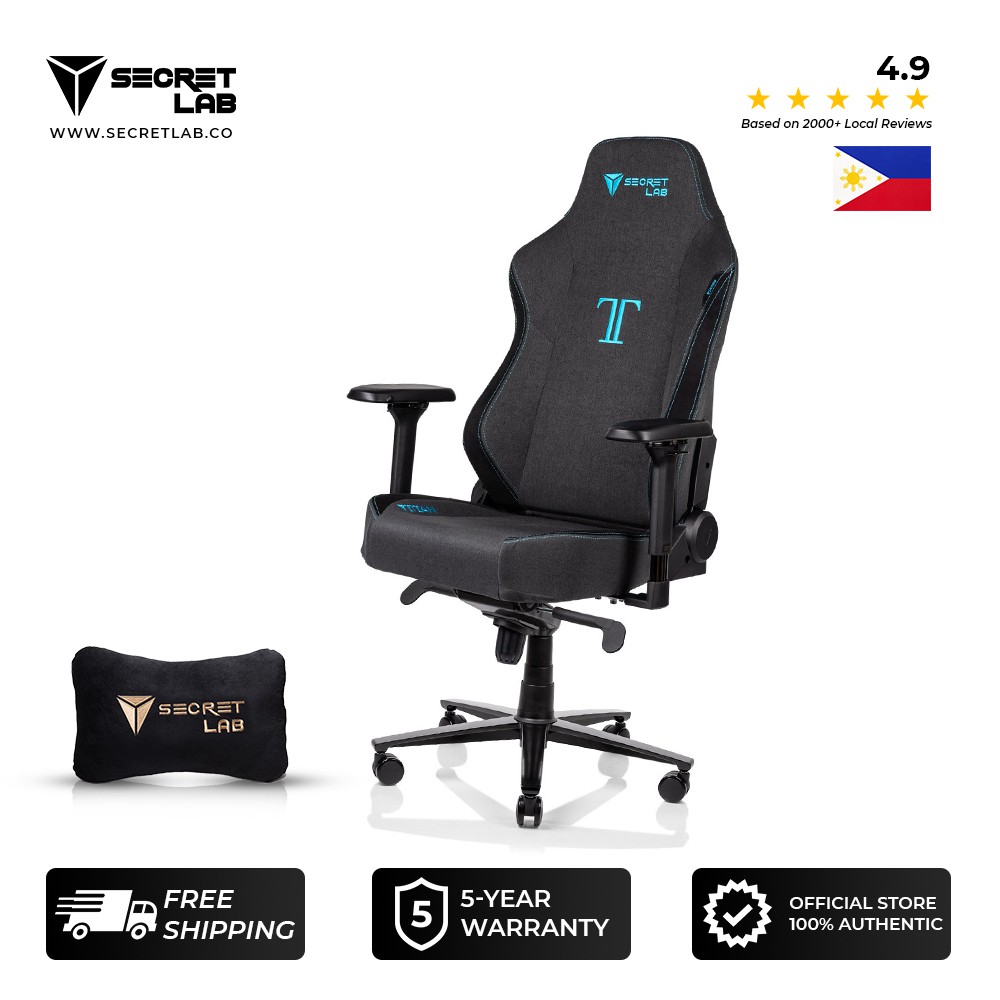 SECRET
LAB
WWW.SECRETLAB.CO
4.9
Based on 2000+ Local Reviews
SECRET
LAB
T
TITAN
SECRET
LAB
FREE
SHIPPING
5
5-YEAR
WARRANTY
OFFICIAL STORE
100% AUTHENTIC